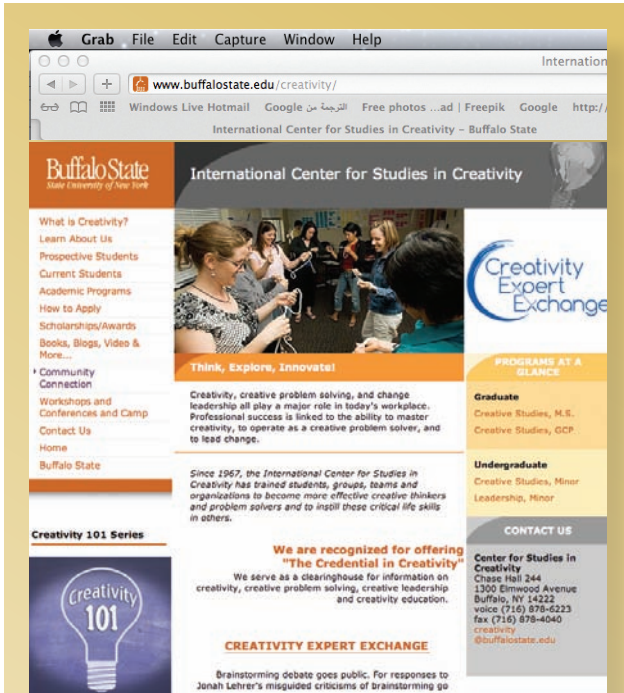 Grab File Edit Capture Window Help
Internation
www.buffalostate.edu/creativity/
Windows Live Hotmail Google الترجمة من Free photos ...ad | Freepik Google http:/
International Center for Studies in Creativity – Buffalo State
Buffalo State
State University of New York
International Center for Studies in Creativity
What is Creativity?
Learn About Us
Prospective Students
Current Students
Academic Programs
How to Apply
Scholarships/Awards
Books, Blogs, Video &
More...
Community
Connection
Workshops and
Conferences and Camp
Contact Us
Home
Buffalo State
Creativity 101 Series
Creativity
101
Think, Explore, Innovate!
Creativity, creative problem solving, and change
leadership all play a major role in today's workplace.
Professional success is linked to the ability to master
creativity, to operate as a creative problem solver, and
to lead change.
Since 1967, the International Center for Studies in
Creativity has trained students, groups, teams and
organizations to become more effective creative thinkers
and problem solvers and to instill these critical life skills
in others.
We are recognized for offering
"The Credential in Creativity"
We serve as a clearinghouse for information on
creativity, creative problem solving, creative leadership
and creativity education.
CREATIVITY EXPERT EXCHANGE
Brainstorming debate goes public. For responses to
Jonah Lehrer's misguided criticisms of brainstorming go
Creativity
Expert
Exchange
PROGRAMS AT A
GLANCE
Graduate
Creative Studies, M.S.
Creative Studies, GCP
Undergraduate
Creative Studies, Minor
Leadership, Minor
CONTACT US
Center for Studies in
Creativity
Chase Hall 244
1300 Elmwood Avenue
Buffalo, NY 14222
voice (716) 878-6223
fax (716) 878-4040
creativity
@buffalostate.edu